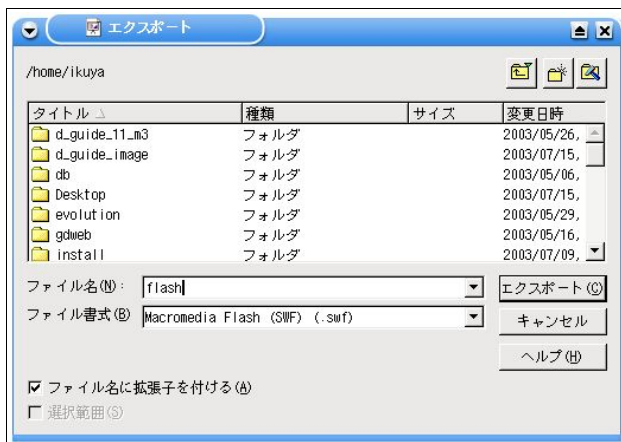 エクスポート
/home/ikuya
タイトル 種類 サイズ 変更日時
d_guide_11_m3 フォルダ 2003/05/26,
d_guide_image フォルダ 2003/07/15,
db フォルダ 2003/05/06,
Desktop フォルダ 2003/07/15,
evolution フォルダ 2003/05/29,
gdweb フォルダ 2003/05/16,
install フォルダ 2003/07/09,
ファイル名(N): flash エクスポート(C)
ファイル書式(B) Macromedia Flash (SWF) (.swf) キャンセル
ヘルプ(H)
ファイル名に拡張子を付ける(A)
選択範囲(S)